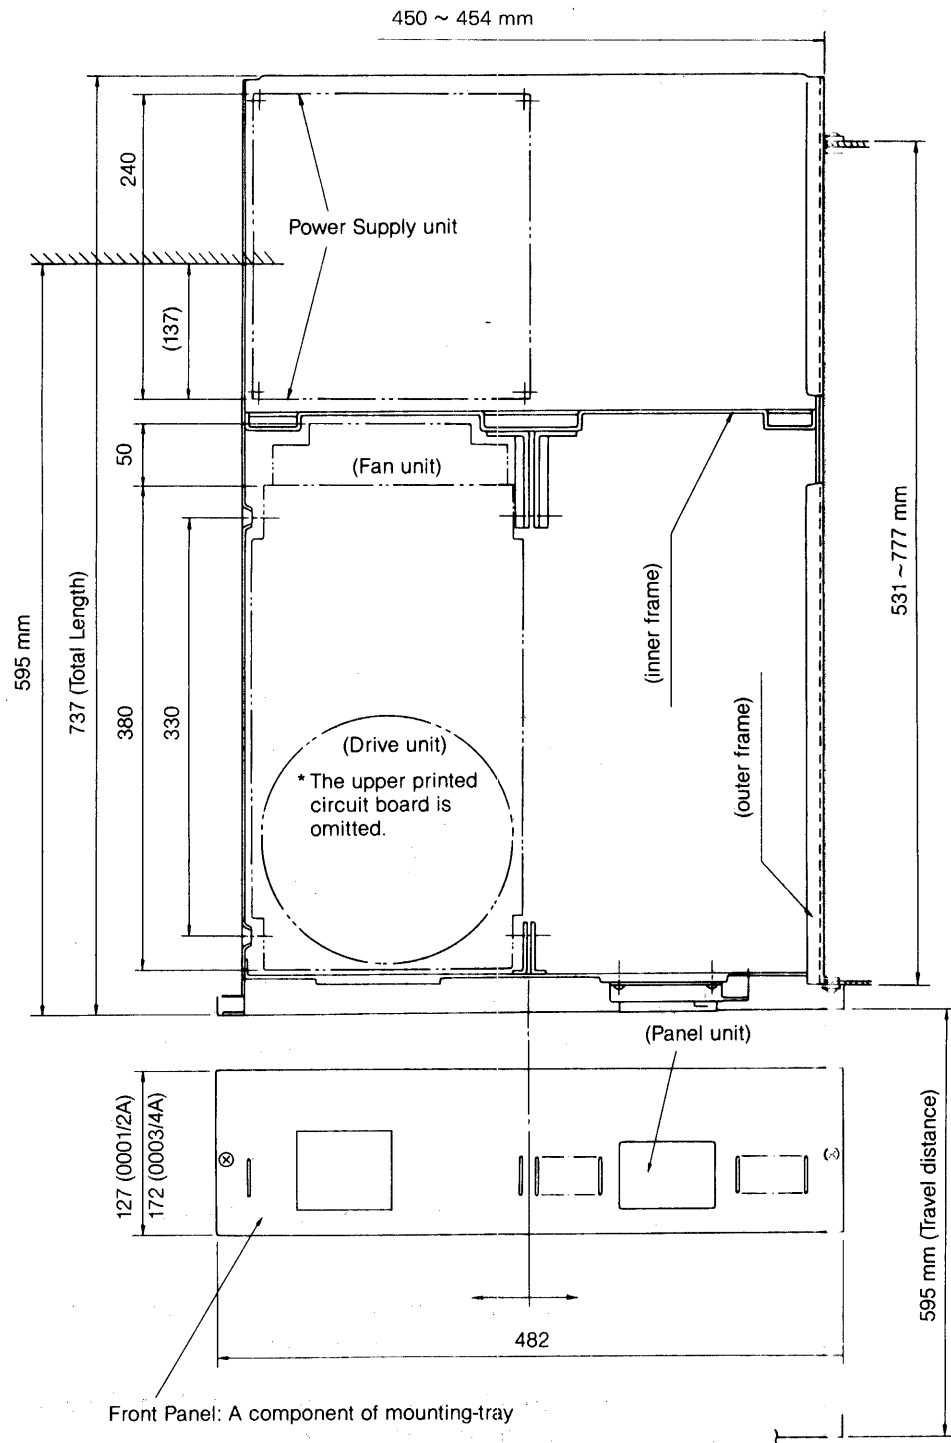 450 ~ 454 mm
240
Power Supply unit
(137)
50
(Fan unit)
531~777 mm
(inner frame)
595 mm
737 (Total Length)
380
330
(outer frame)
(Drive unit)
* The upper printed
circuit board is
omitted.
(Panel unit)
127 (0001/2A)
172 (0003/4A)
595 mm (Travel distance)
482
Front Panel: A component of mounting-tray